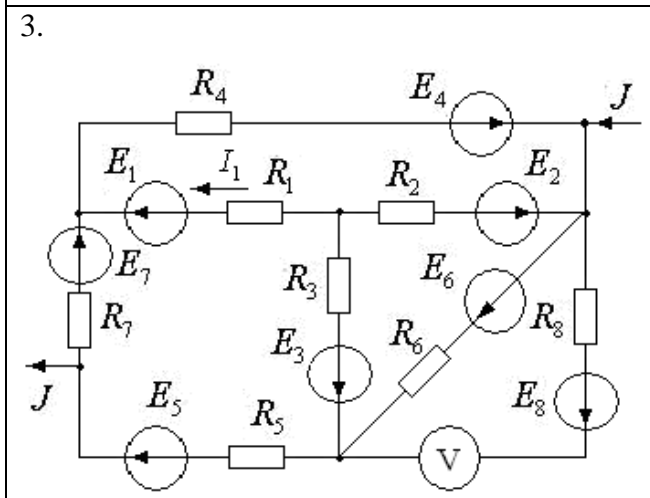 3.
R₄ E₄ J
E₁ I₁ R₁ R₂ E₂
E₇ R₃ E₆
R₇ R₆ R₈
E₃
J E₅ R₅ E₈
V